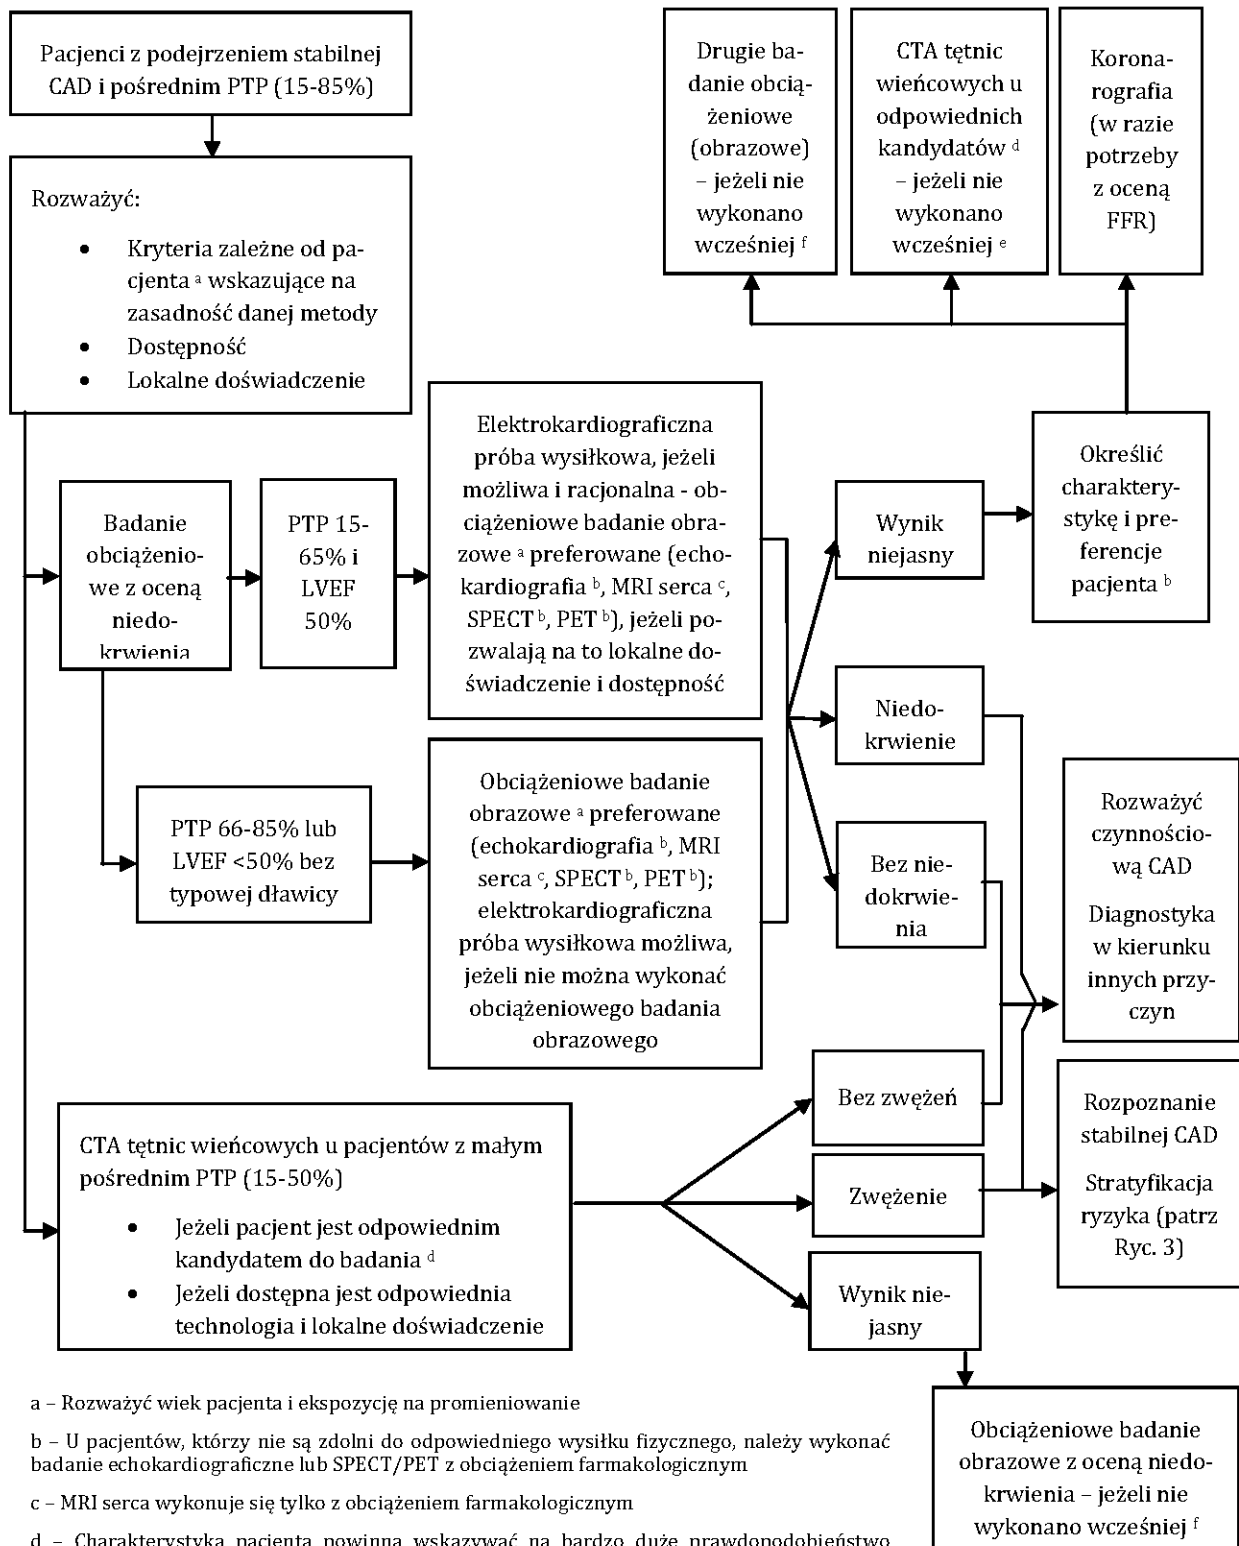 Pacjenci z podejrzeniem stabilnej
CAD i pośrednim PTP (15-85%)
Rozważyć:
• Kryteria zależne od pa-
cjenta a wskazujące na
zasadność danej metody
• Dostępność
• Lokalne doświadczenie
Drugie ba-
danie obcią-
żeniowe
(obrazowe)
– jeżeli nie
wykonano
wcześniej f
CTA tętnic
wieńcowych u
odpowiednich
kandydatów d
– jeżeli nie
wykonano
wcześniej e
Korona-
rografia
(w razie
potrzeby
z oceną
FFR)
Badanie
obciążenio-
we z oceną
niedo-
krwienia
PTP 15-
65% i
LVEF
50%
Elektrokardiograficzna
próba wysiłkowa, jeżeli
możliwa i racjonalna - ob-
ciążeniowe badanie obra-
zowe a preferowane (echo-
kardiografia b, MRI serca c,
SPECT b, PET b), jeżeli po-
zwalają na to lokalne do-
świadczenie i dostępność
Wynik
niejasny
Określić
charaktery-
stykę i pre-
ferencje
pacjenta b
Niedo-
krwienie
PTP 66-85% lub
LVEF <50% bez
typowej dławicy
Obciążeniowe badanie
obrazowe a preferowane
(echokardiografia b, MRI
serca c, SPECT b, PET b);
elektrokardiograficzna
próba wysiłkowa możliwa,
jeżeli nie można wykonać
obciążeniowego badania
obrazowego
Bez nie-
dokrwie-
nia
Rozważyć
czynnościo-
wą CAD
Diagnostyka
w kierunku
innych przy-
czyn
CTA tętnic wieńcowych u pacjentów z małym
pośrednim PTP (15-50%)
• Jeżeli pacjent jest odpowiednim
kandydatem do badania d
• Jeżeli dostępna jest odpowiednia
technologia i lokalne doświadczenie
Bez zwężeń
Zwężenie
Wynik nie-
jasny
Rozpoznanie
stabilnej CAD
Stratyfikacja
ryzyka (patrz
Ryc. 3)
Obciążeniowe badanie
obrazowe z oceną niedo-
krwienia – jeżeli nie
wykonano wcześniej f
a – Rozważyć wiek pacjenta i ekspozycję na promieniowanie
b – U pacjentów, którzy nie są zdolni do odpowiedniego wysiłku fizycznego, należy wykonać
badanie echokardiograficzne lub SPECT/PET z obciążeniem farmakologicznym
c – MRI serca wykonuje się tylko z obciążeniem farmakologicznym
d – Charakterystyka pacjenta powinna wskazywać na bardzo duże prawdopodobieństwo